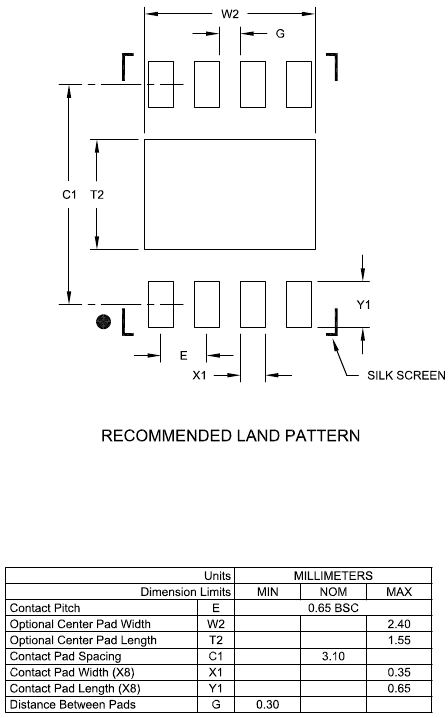 W2
G
C1
T2
Y1
E
X1
SILK SCREEN
RECOMMENDED LAND PATTERN
Units MILLIMETERS
Dimension Limits MIN NOM MAX
Contact Pitch E 0.65 BSC
Optional Center Pad Width W2 2.40
Optional Center Pad Length T2 1.55
Contact Pad Spacing C1 3.10
Contact Pad Width (X8) X1 0.35
Contact Pad Length (X8) Y1 0.65
Distance Between Pads G 0.30